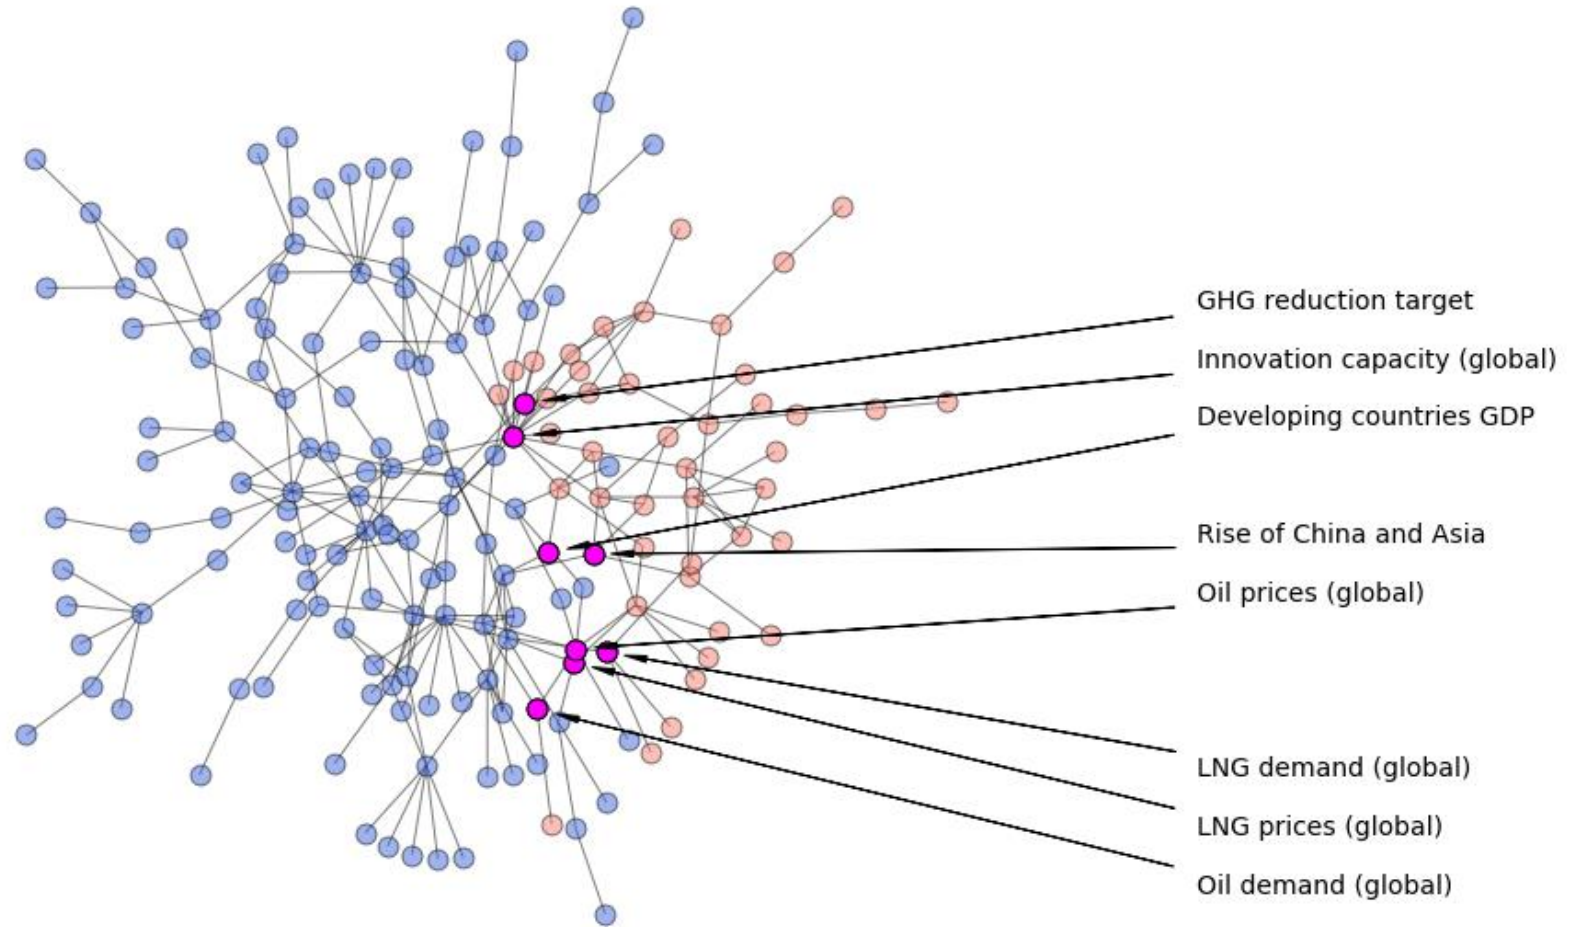 GHG reduction target
Innovation capacity (global)
Developing countries GDP
Rise of China and Asia
Oil prices (global)
LNG demand (global)
LNG prices (global)
Oil demand (global)